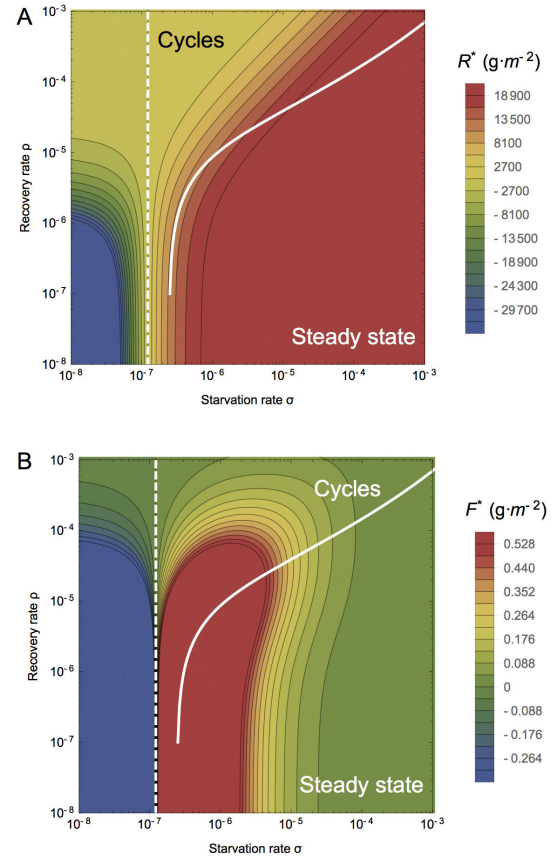 A
Cycles
Steady state
10⁻³
10⁻⁴
10⁻⁵
10⁻⁶
10⁻⁷
10⁻⁸
Recovery rate ρ
10⁻⁸
10⁻⁷
10⁻⁶
10⁻⁵
10⁻⁴
10⁻³
Starvation rate σ
R* (g·m⁻²)
18 900
13 500
8100
2700
- 2700
- 8100
- 13 500
- 18 900
- 24 300
- 29 700
B
Cycles
Steady state
10⁻³
10⁻⁴
10⁻⁵
10⁻⁶
10⁻⁷
10⁻⁸
Recovery rate ρ
10⁻⁸
10⁻⁷
10⁻⁶
10⁻⁵
10⁻⁴
10⁻³
Starvation rate σ
F* (g·m⁻²)
0.528
0.440
0.352
0.264
0.176
0.088
0
- 0.088
- 0.176
- 0.264